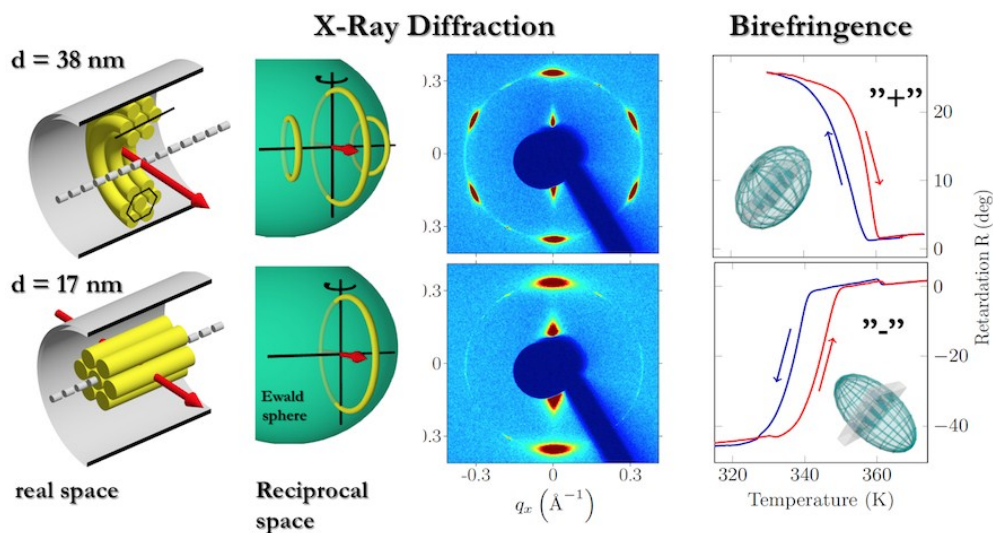 X-Ray Diffraction
Birefringence
d = 38 nm
0.3
0
0.3
"+"
20
10
0
d = 17 nm
Ewald
sphere
0.3
0
0.3
-0.3
0
0.3
q_x (Å⁻¹)
"-"
0
−20
−40
Retardation R (deg)
320
340
360
Temperature (K)
real space
Reciprocal
space